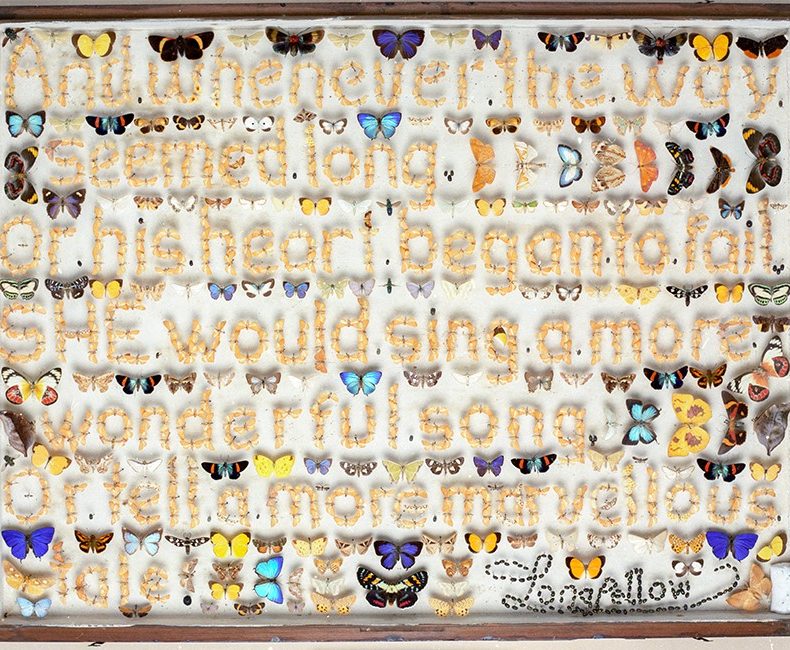 And whenever the way
seemed long.
or his heart began to fail.
SHE would sing a more
wonderful song.
Or tell a more marvellous
tale.
Longfellow